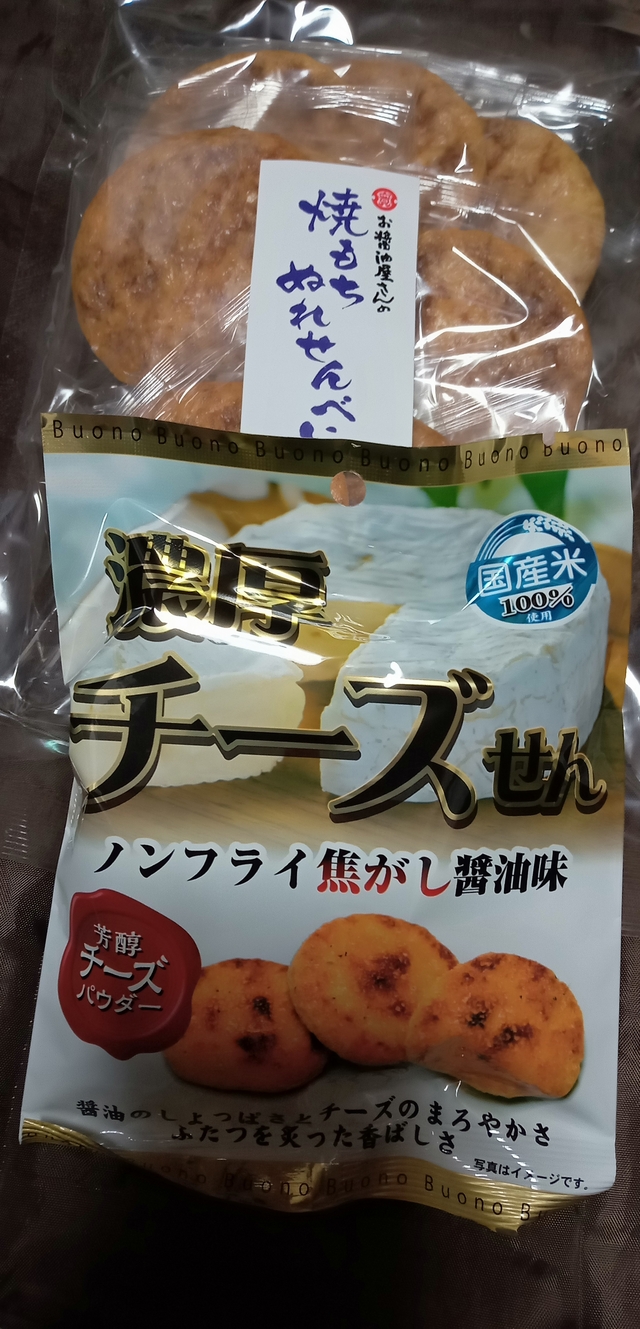 お醤油屋さんの
焼もち
ぬれせんべい
Buono Buono Buono Buono Buono Buono
濃厚
チーズせん
国産米
100%
使用
ノンフライ焦がし醤油味
芳醇
チーズ
パウダー
醤油のしょっぱさとチーズのまろやかさ
ふたつを炙った香ばしさ
写真はイメージです。
Buono Buono Buono